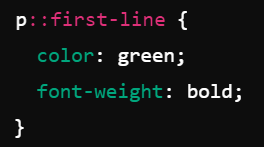 p::first-line {
  color: green;
  font-weight: bold;
}